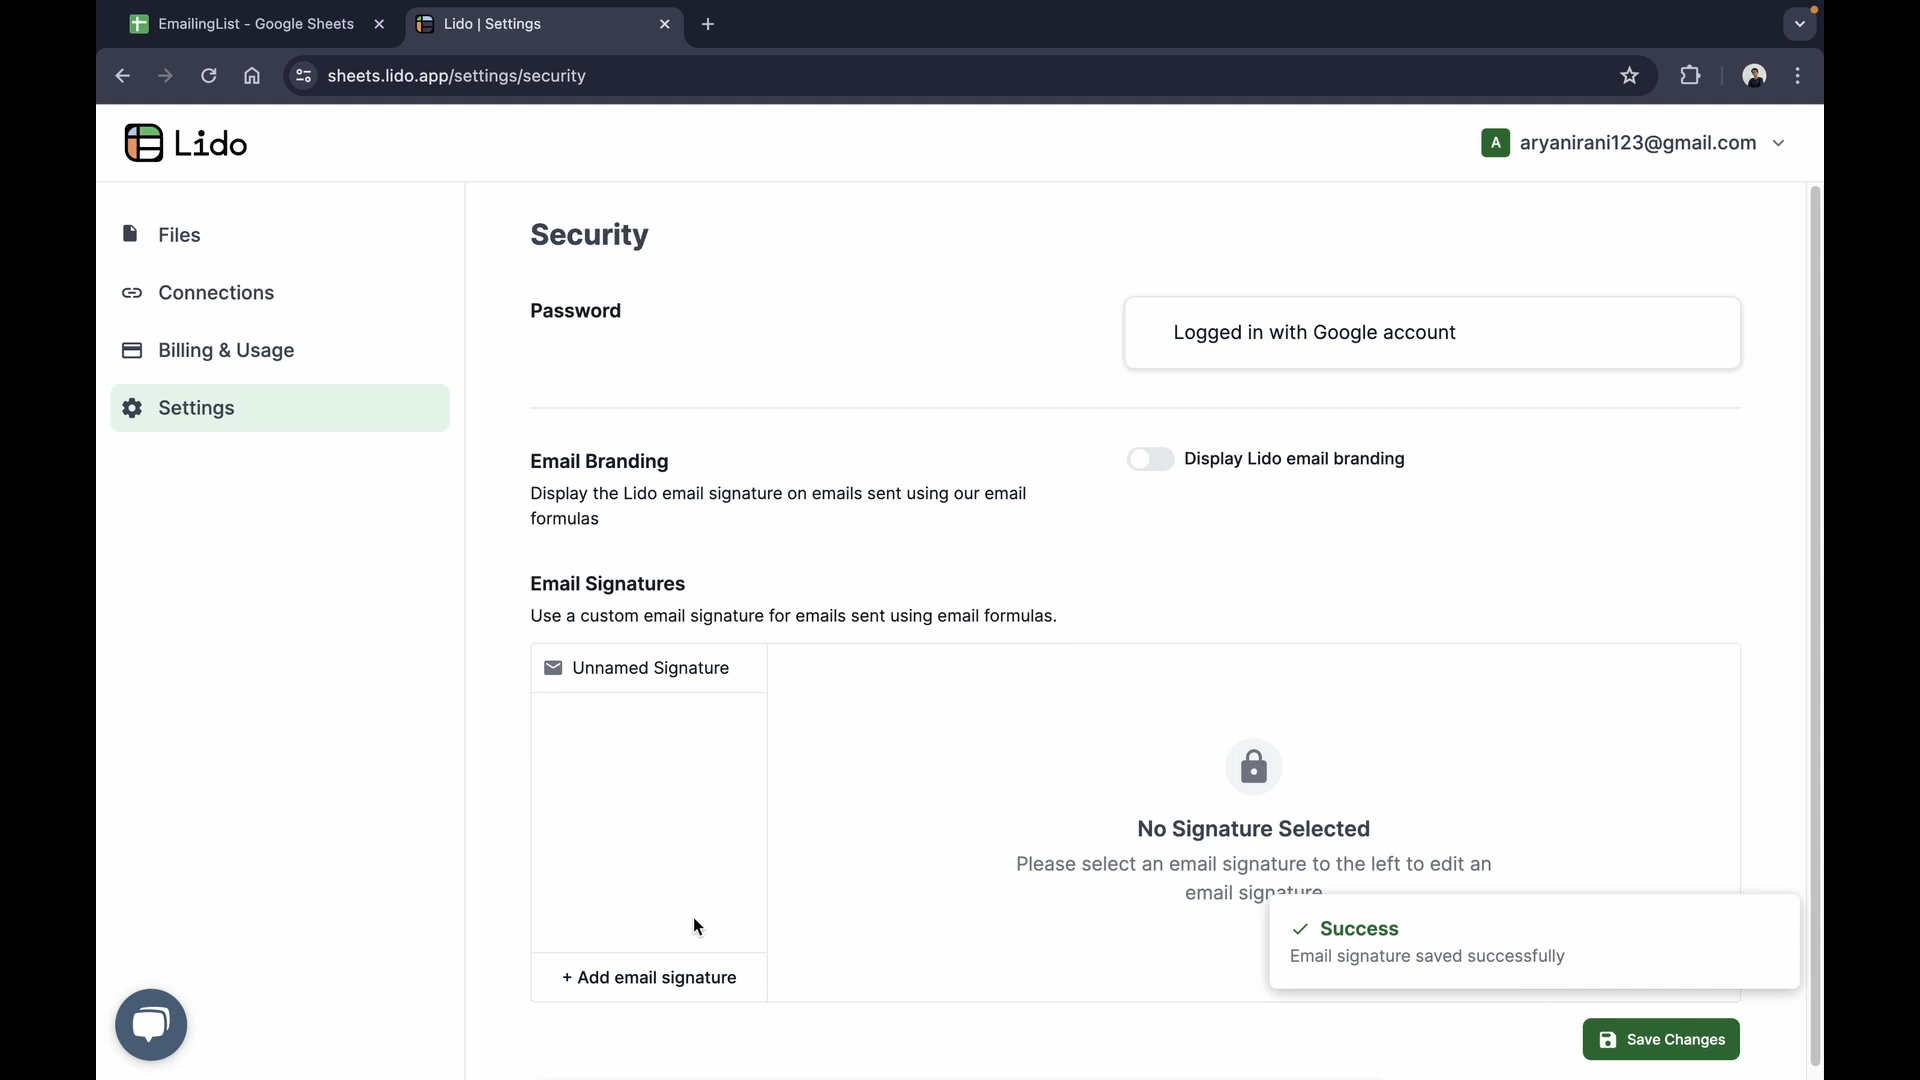 EmailingList - Google Sheets
Lido | Settings
sheets.lido.app/settings/security
Lido
A aryanirani123@gmail.com
Files
Connections
Billing & Usage
Settings
Security
Password
Logged in with Google account
Email Branding
Display the Lido email signature on emails sent using our email
formulas
Display Lido email branding
Email Signatures
Use a custom email signature for emails sent using email formulas.
Unnamed Signature
+ Add email signature
No Signature Selected
Please select an email signature to the left to edit an
email signature
Success
Email signature saved successfully
Save Changes